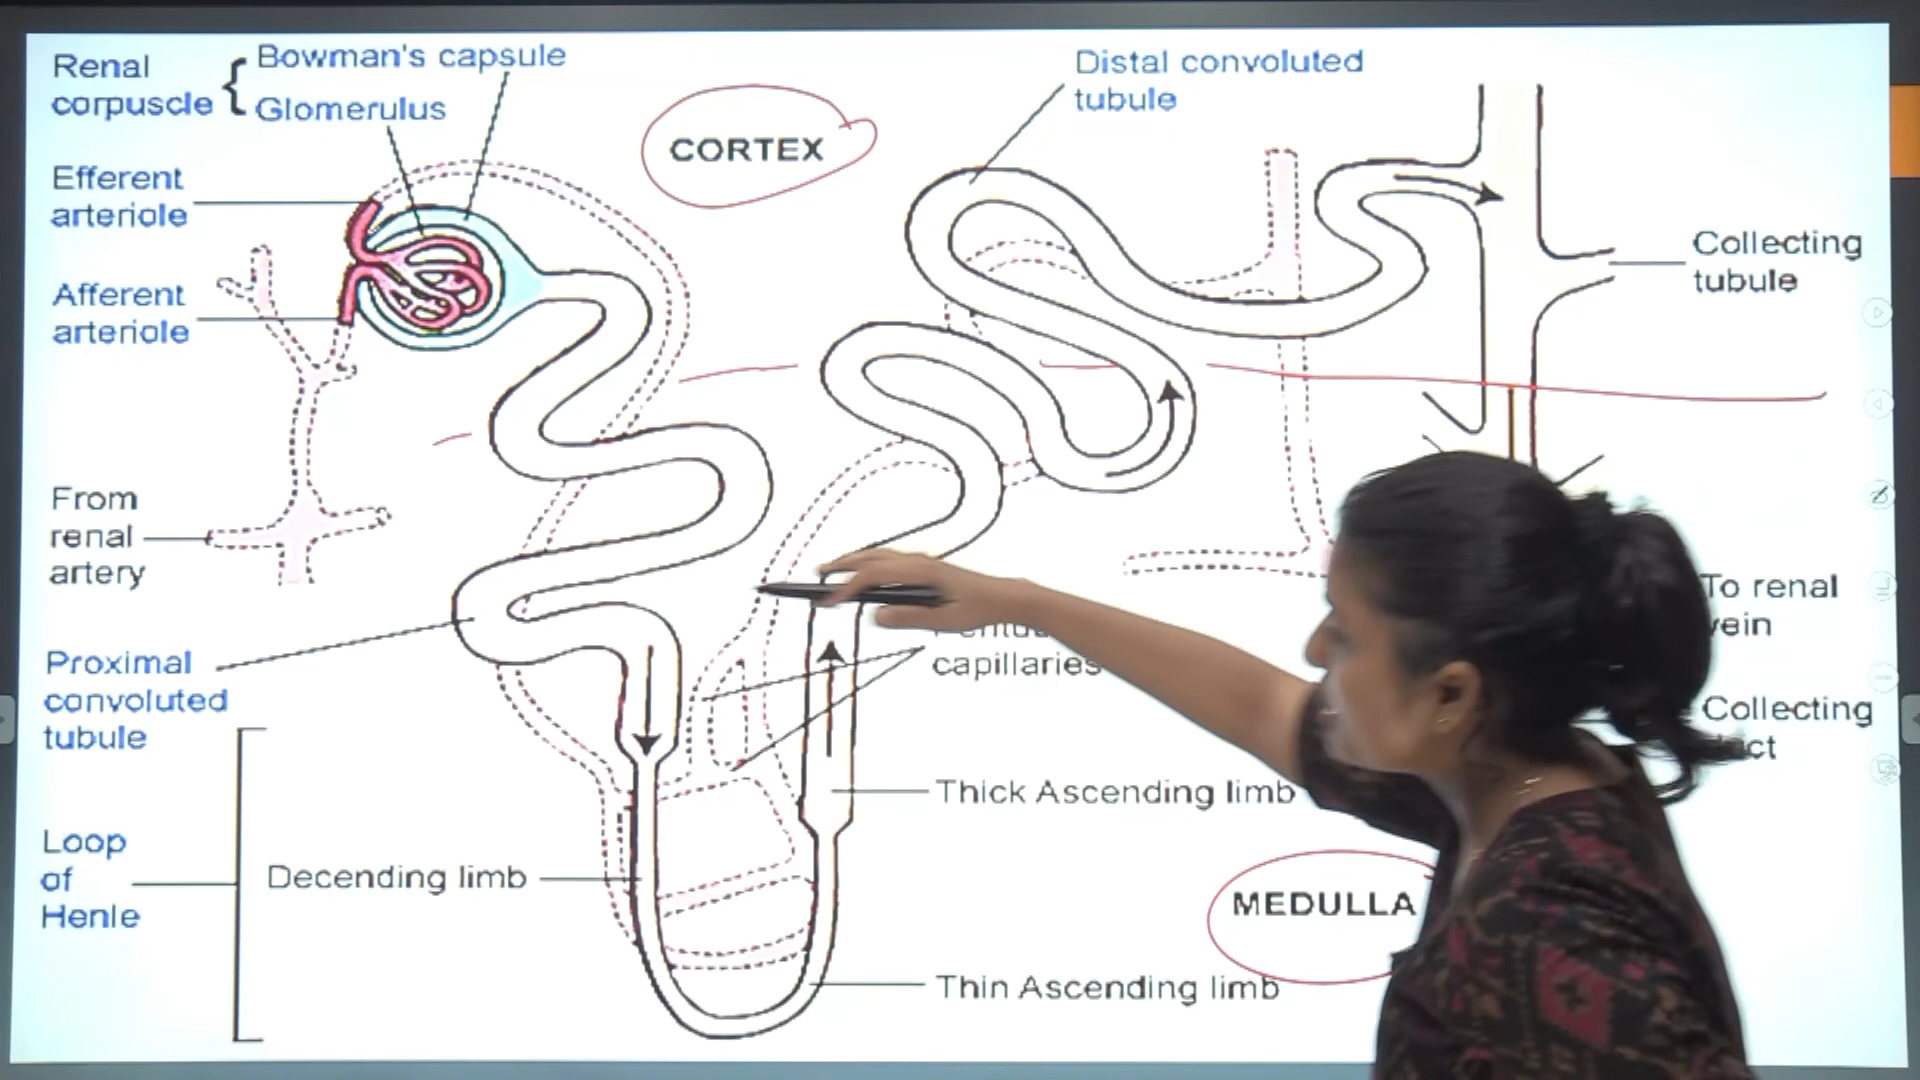 Renal
corpuscle
Bowman's capsule
Glomerulus
Efferent
arteriole
Afferent
arteriole
From
renal
artery
Proximal
convoluted
tubule
Loop
of
Henle
Decending limb
CORTEX
Distal convoluted
tubule
Collecting
tubule
capillaries
To renal
vein
Collecting
Thick Ascending limb
MEDULLA
Thin Ascending limb